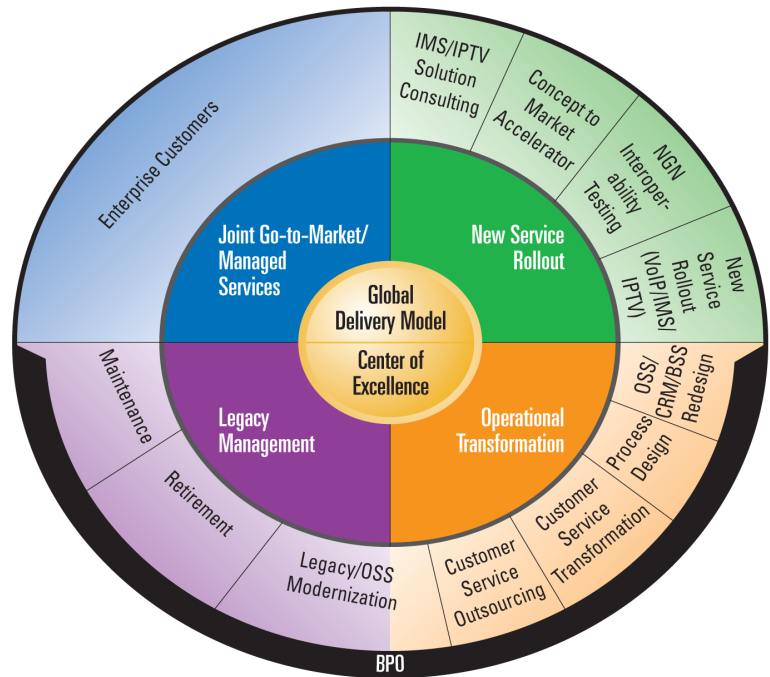 Enterprise Customers
IMS/IPTV
Solution
Consulting
Concept to
Market
Accelerator
NGN
Interoper-
ability
Testing
New
Service
Rollout
(VoIP/IMS/
IPTV)
Joint Go-to-Market/
Managed
Services
New Service
Rollout
Global
Delivery Model
Center of
Excellence
Legacy
Management
Operational
Transformation
OSS/
CRM/BSS
Redesign
Process
Design
Customer
Service
Transformation
Customer
Service
Outsourcing
Legacy/OSS
Modernization
Retirement
Maintenance
BPO